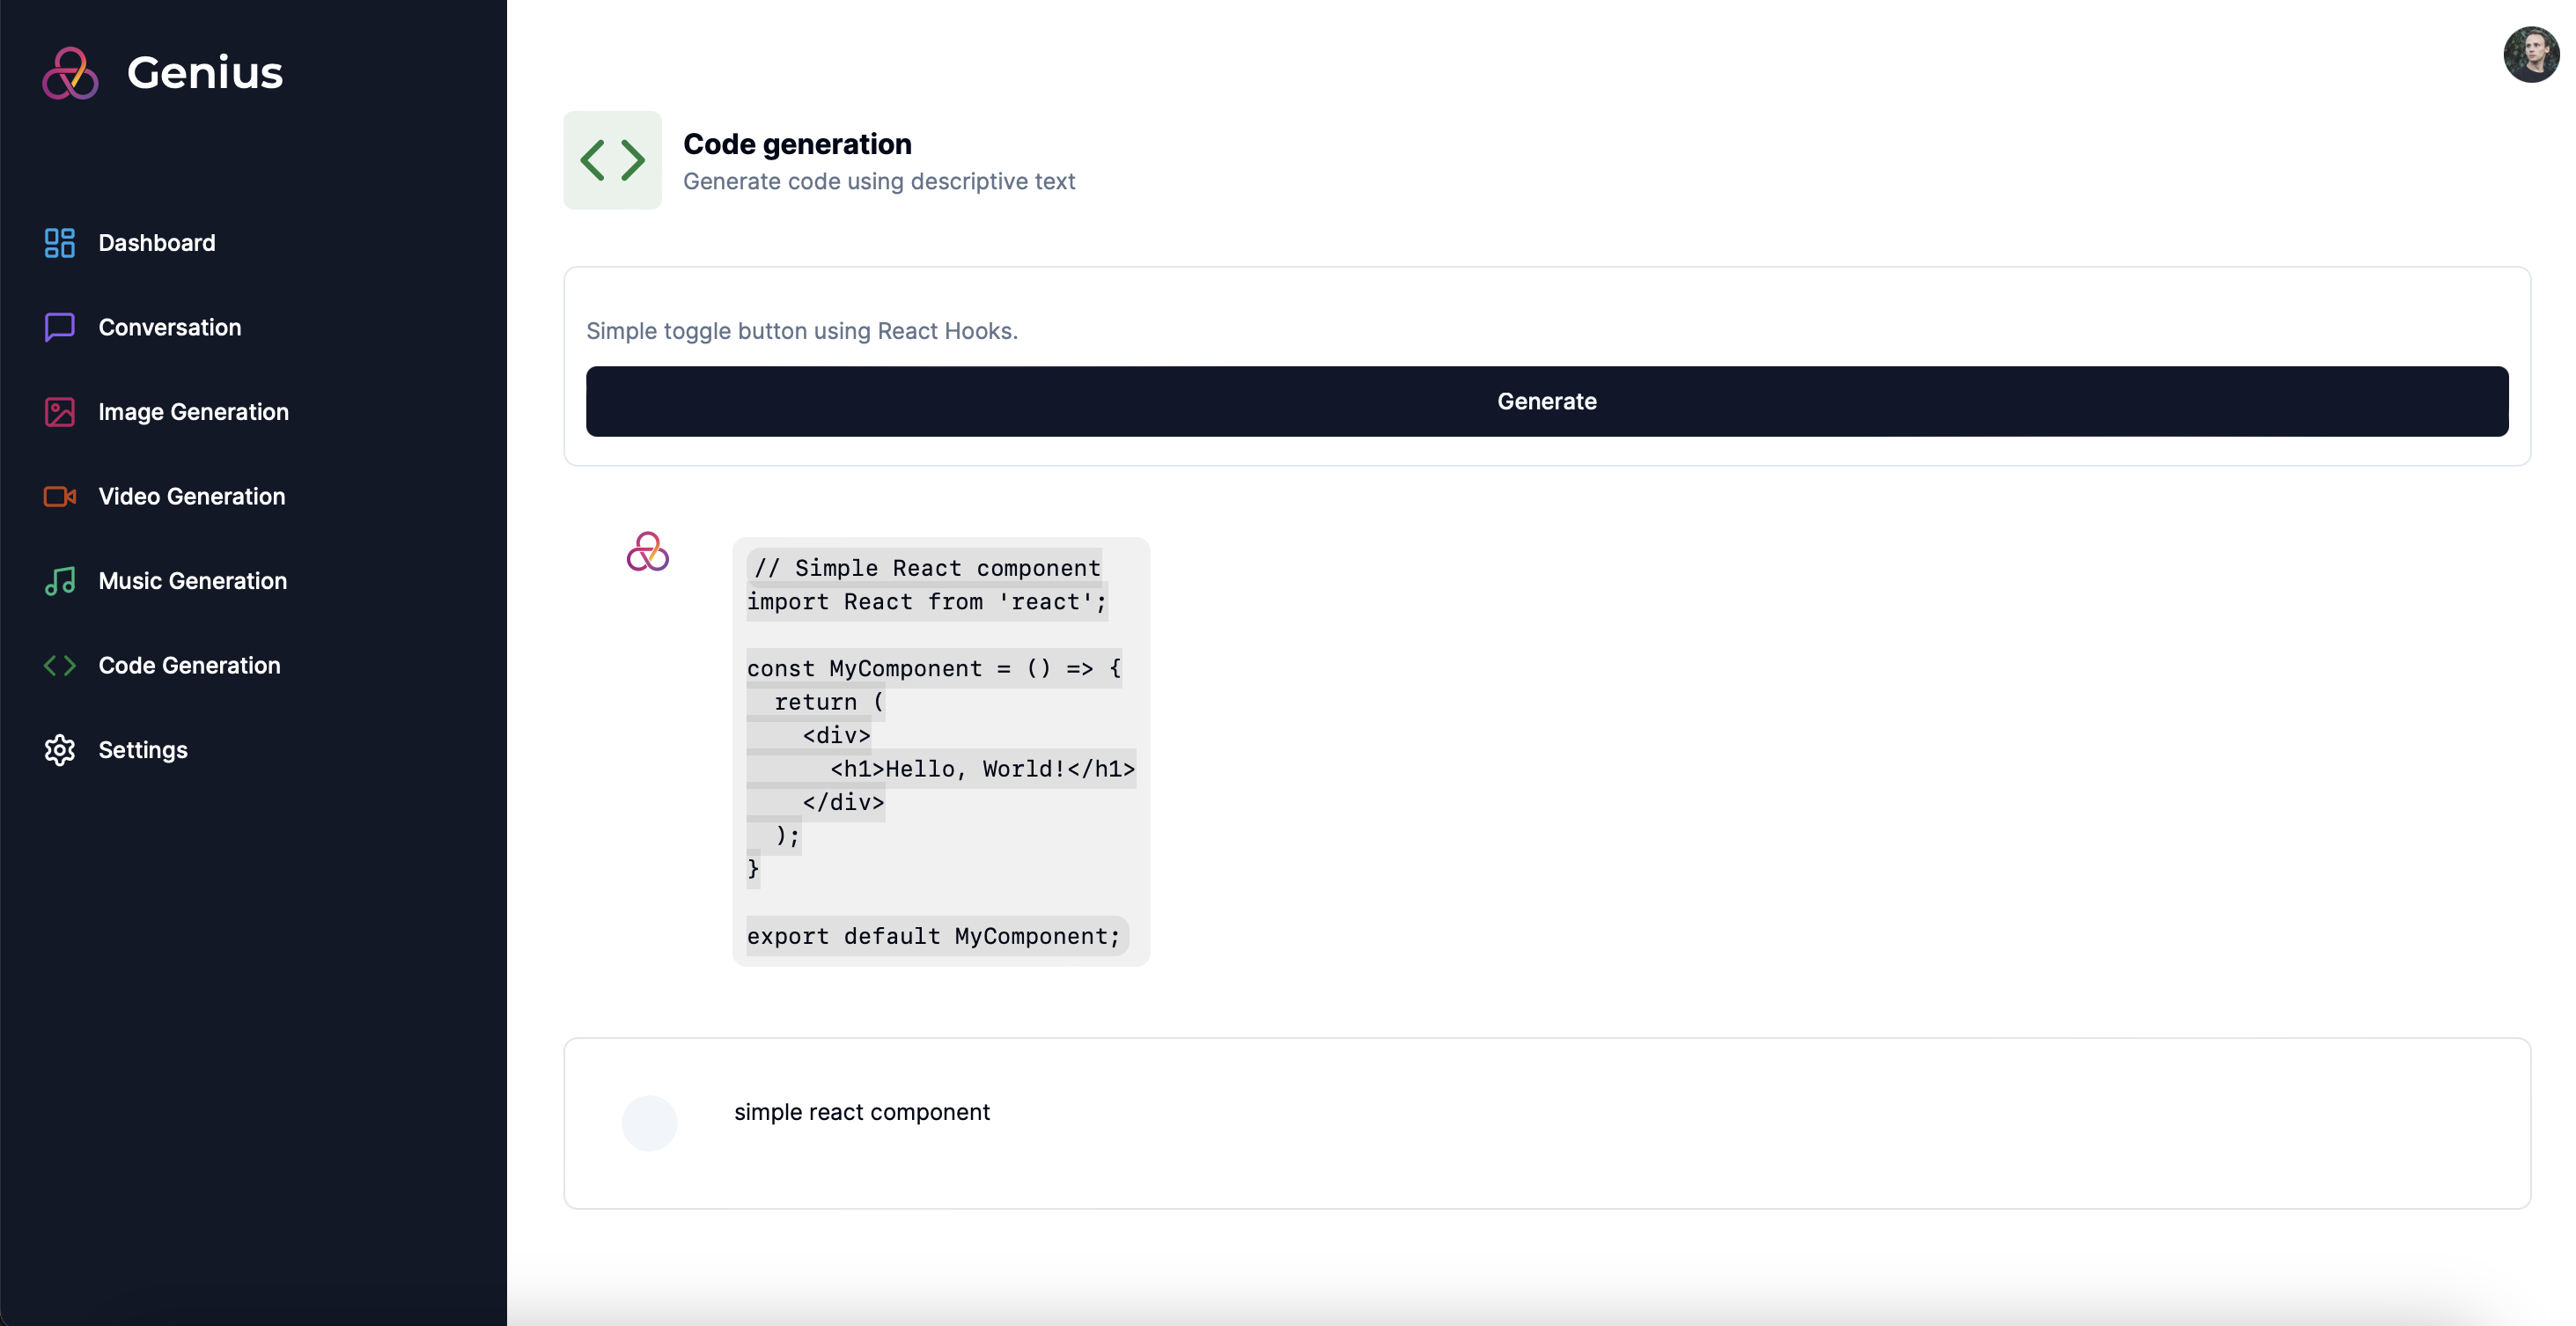 Genius
Dashboard
Conversation
Image Generation
Video Generation
Music Generation
Code Generation
Settings
Code generation
Generate code using descriptive text
Simple toggle button using React Hooks.
Generate
// Simple React component
import React from 'react';
const MyComponent = () => {
  return (
    <div>
      <h1>Hello, World!</h1>
    </div>
  );
}
export default MyComponent;
simple react component